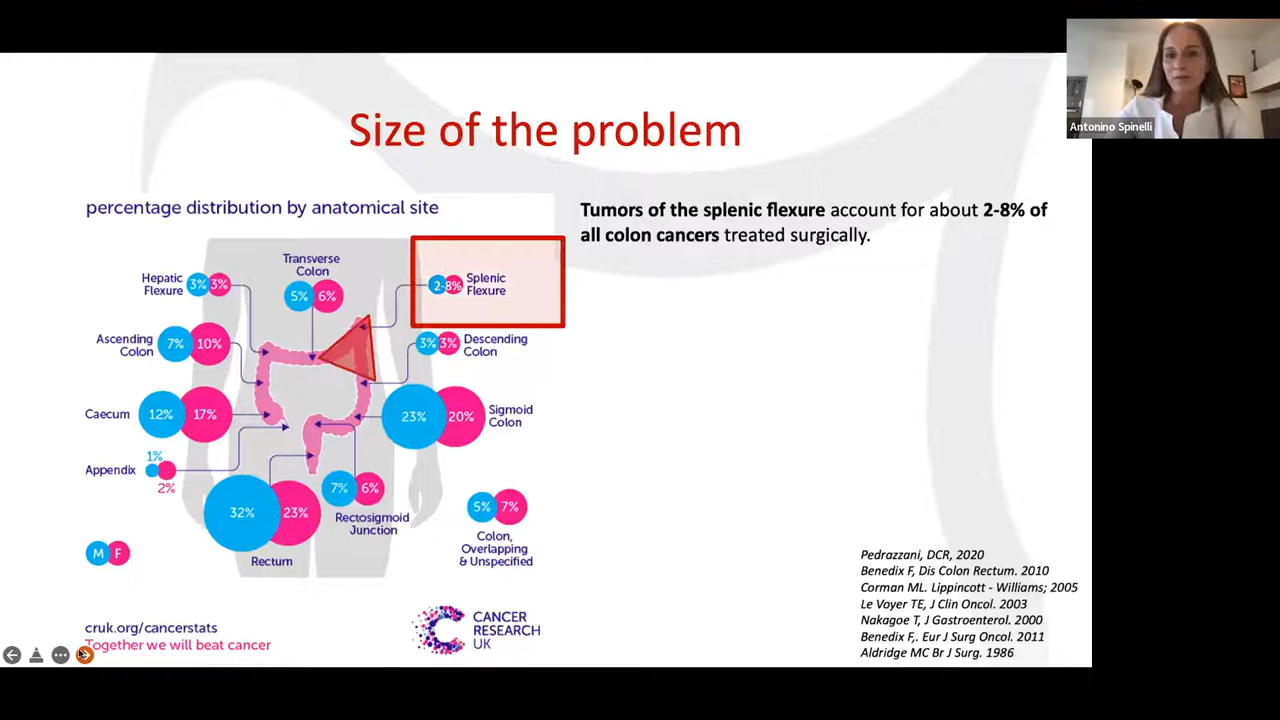 Antonino Spinelli
Size of the problem
percentage distribution by anatomical site
Tumors of the splenic flexure account for about 2-8% of
all colon cancers treated surgically.
Transverse
Colon
5% 6%
Hepatic
Flexure
3% 3%
2-8%
Splenic
Flexure
Ascending
Colon
7% 10%
3% 3%
Descending
Colon
Caecum 12% 17%
23% 20%
Sigmoid
Colon
1%
Appendix
2%
32% 23%
Rectum
7% 6%
Rectosigmoid
Junction
5% 7%
Colon,
Overlapping
& Unspecified
M F
Pedrazzani, DCR, 2020
Benedix F, Dis Colon Rectum. 2010
Corman ML. Lippincott - Williams; 2005
Le Voyer TE, J Clin Oncol. 2003
Nakagoe T, J Gastroenterol. 2000
Benedix F,. Eur J Surg Oncol. 2011
Aldridge MC Br J Surg. 1986
cruk.org/cancerstats
Together we will beat cancer
CANCER
RESEARCH
UK